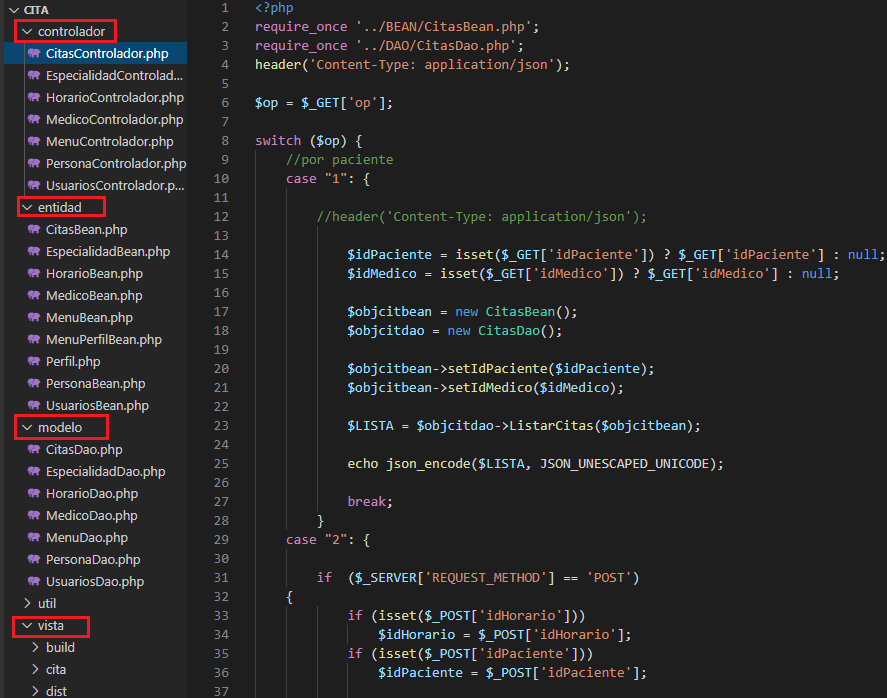 CITA
controlador
CitasControlador.php
EspecialidadControlad...
HorarioControlador.php
MedicoControlador.php
MenuControlador.php
PersonaControlador.php
UsuariosControlador.p...
entidad
CitasBean.php
EspecialidadBean.php
HorarioBean.php
MedicoBean.php
MenuBean.php
MenuPerfilBean.php
Perfil.php
PersonaBean.php
UsuariosBean.php
modelo
CitasDao.php
EspecialidadDao.php
HorarioDao.php
MedicoDao.php
MenuDao.php
PersonaDao.php
UsuariosDao.php
util
vista
build
cita
dist
1 <?php
2 require_once '../BEAN/CitasBean.php';
3 require_once '../DAO/CitasDao.php';
4 header('Content-Type: application/json');
5
6 $op = $_GET['op'];
7
8 switch ($op) {
9 //por paciente
10 case "1": {
11
12 //header('Content-Type: application/json');
13
14 $idPaciente = isset($_GET['idPaciente']) ? $_GET['idPaciente'] : null;
15 $idMedico = isset($_GET['idMedico']) ? $_GET['idMedico'] : null;
16
17 $objcitbean = new CitasBean();
18 $objcitdao = new CitasDao();
19
20 $objcitbean->setIdPaciente($idPaciente);
21 $objcitbean->setIdMedico($idMedico);
22
23 $LISTA = $objcitdao->ListarCitas($objcitbean);
24
25 echo json_encode($LISTA, JSON_UNESCAPED_UNICODE);
26
27 break;
28 }
29 case "2": {
30
31 if ($_SERVER['REQUEST_METHOD'] == 'POST')
32 {
33 if (isset($_POST['idHorario']))
34 $idHorario = $_POST['idHorario'];
35 if (isset($_POST['idPaciente']))
36 $idPaciente = $_POST['idPaciente'];
37